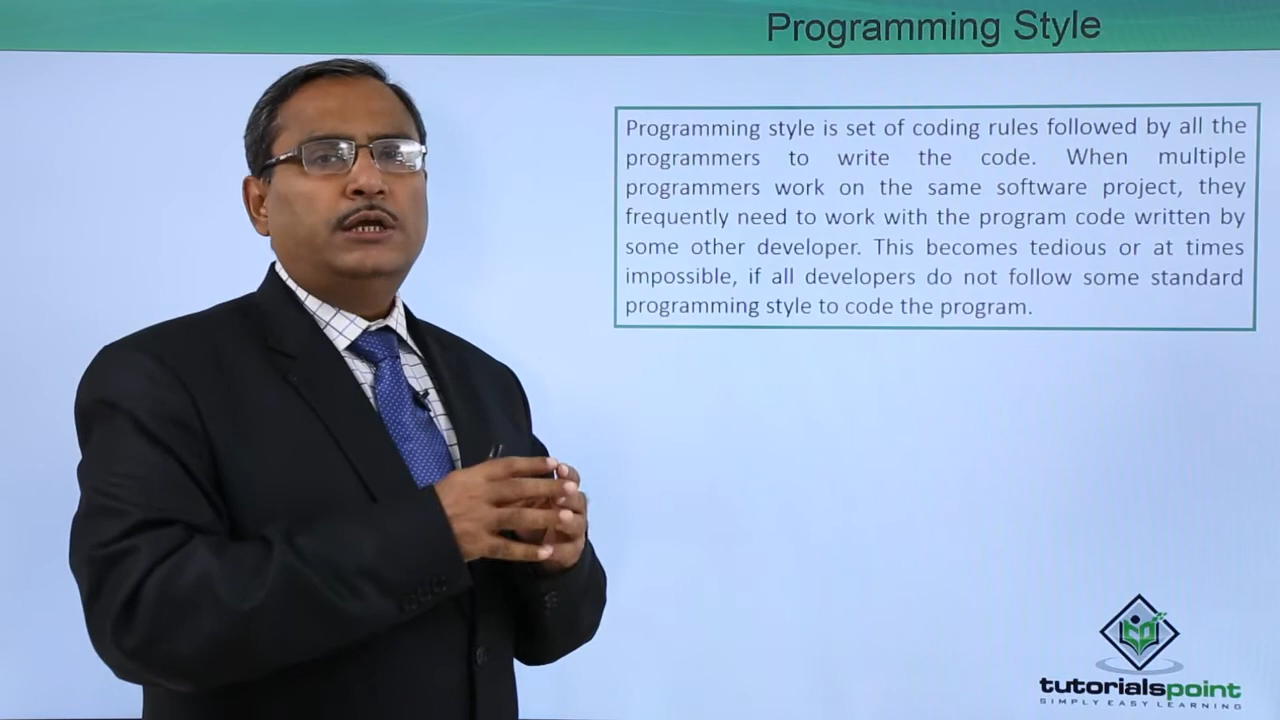 Programming Style
Programming style is set of coding rules followed by all the
programmers to write the code. When multiple
programmers work on the same software project, they
frequently need to work with the program code written by
some other developer. This becomes tedious or at times
impossible, if all developers do not follow some standard
programming style to code the program.
tutorialspoint
SIMPLY EASY LEARNING